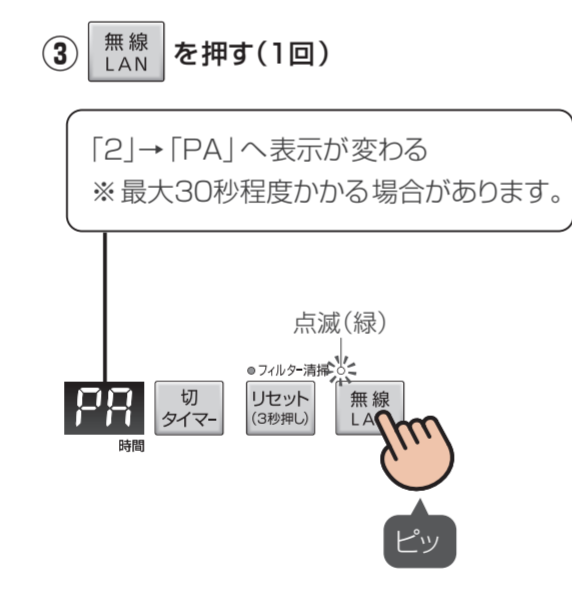 ③ 無線 LAN を押す(1回)
「2」→「PA」へ表示が変わる
※最大30秒程度かかる場合があります。
点滅(緑)
フィルター清掃
PA
時間
切
タイマー
リセット
(3秒押し)
無線
LA
ピッ